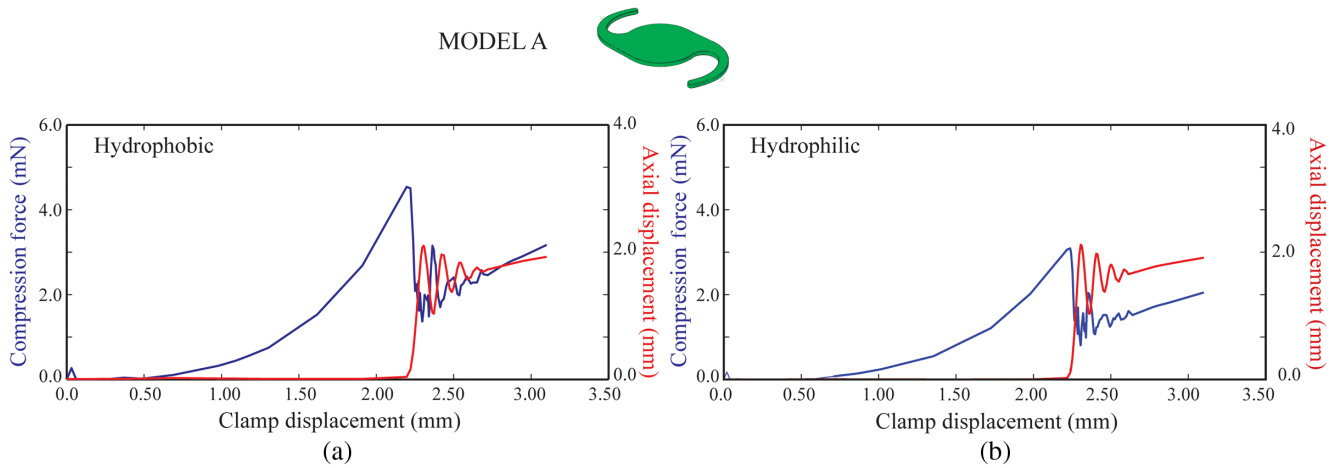 MODEL A
Compression force (mN)
6.0
4.0
2.0
0.0
Hydrophobic
4.0
2.0
0.0
Axial displacement (mm)
0.0 0.50 1.00 1.50 2.00 2.50 3.00 3.50
Clamp displacement (mm)
(a)
Compression force (mN)
6.0
4.0
2.0
0.0
Hydrophilic
4.0
2.0
0.0
Axial displacement (mm)
0.0 0.50 1.00 1.50 2.00 2.50 3.00 3.50
Clamp displacement (mm)
(b)